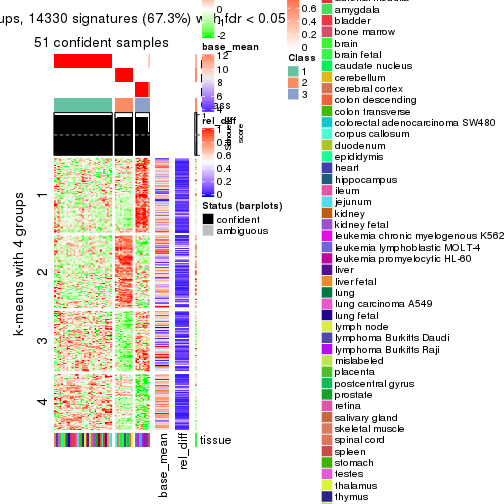 ups, 14330 signatures (67.3%) with fdr < 0.05
51 confident samples
1
2
3
4
k-means with 4 groups
base_mean
rel_diff
tissue
0
-2
base_mean
12
10
8
6
4
rel_diff
1
0.8
0.6
0.4
0.2
0
Status (barplots)
confident
ambiguous
Silhouette
score
0.6
0.4
0.2
0
Class
1
2
3
amygdala
bladder
bone marrow
brain
brain fetal
caudate nucleus
cerebellum
cerebral cortex
colon descending
colon transverse
colorectal adenocarcinoma SW480
corpus callosum
duodenum
epididymis
heart
hippocampus
ileum
jejunum
kidney
kidney fetal
leukemia chronic myelogenous K562
leukemia lymphoblastic MOLT-4
leukemia promyelocytic HL-60
liver
liver fetal
lung
lung carcinoma A549
lung fetal
lymph node
lymphoma Burkitts Daudi
lymphoma Burkitts Raji
mislabeled
placenta
postcentral gyrus
prostate
retina
salivary gland
skeletal muscle
spinal cord
spleen
stomach
testes
thalamus
thymus